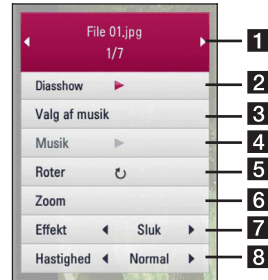 File 01.jpg
1/7
1
Diasshow
2
Valg af musik
3
Musik
4
Roter
5
Zoom
6
Effekt Sluk
7
Hastighed Normal
8